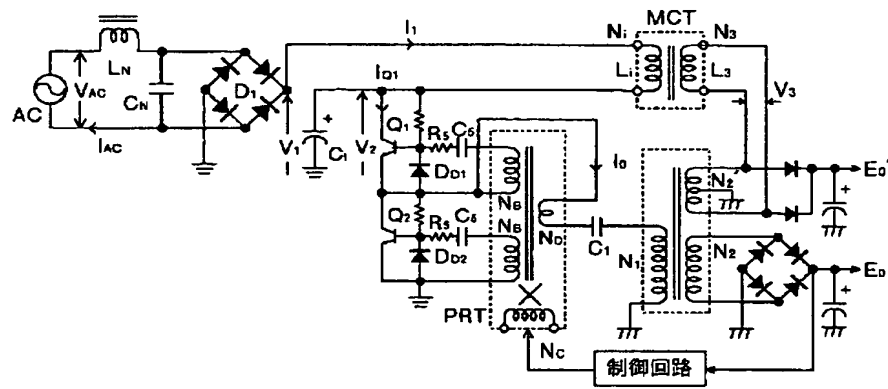 MCT
I1
Ni
N3
Li
L3
LN
VAC
CN
D1
AC
IAC
V1
C1
+
V2
IQ1
Q1
R5
C5
DD1
NB
Q2
R5
C5
NB
DD2
ID
ND
C1
N1
N2'
N2
V3
E0'
+
E0
+
PRT
NC
制御回路